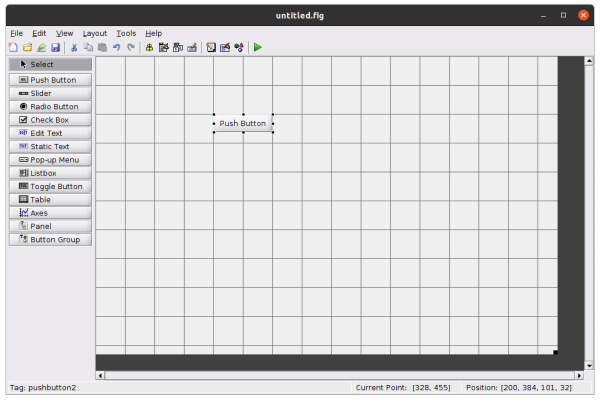 untitled.fig
File Edit View Layout Tools Help
Select
Push Button
Slider
Radio Button
Check Box
Edit Text
Static Text
Pop-up Menu
Listbox
Toggle Button
Table
Axes
Panel
Button Group
Push Button
Tag: pushbutton2 Current Point: [328, 455] Position: [200, 384, 101, 32]